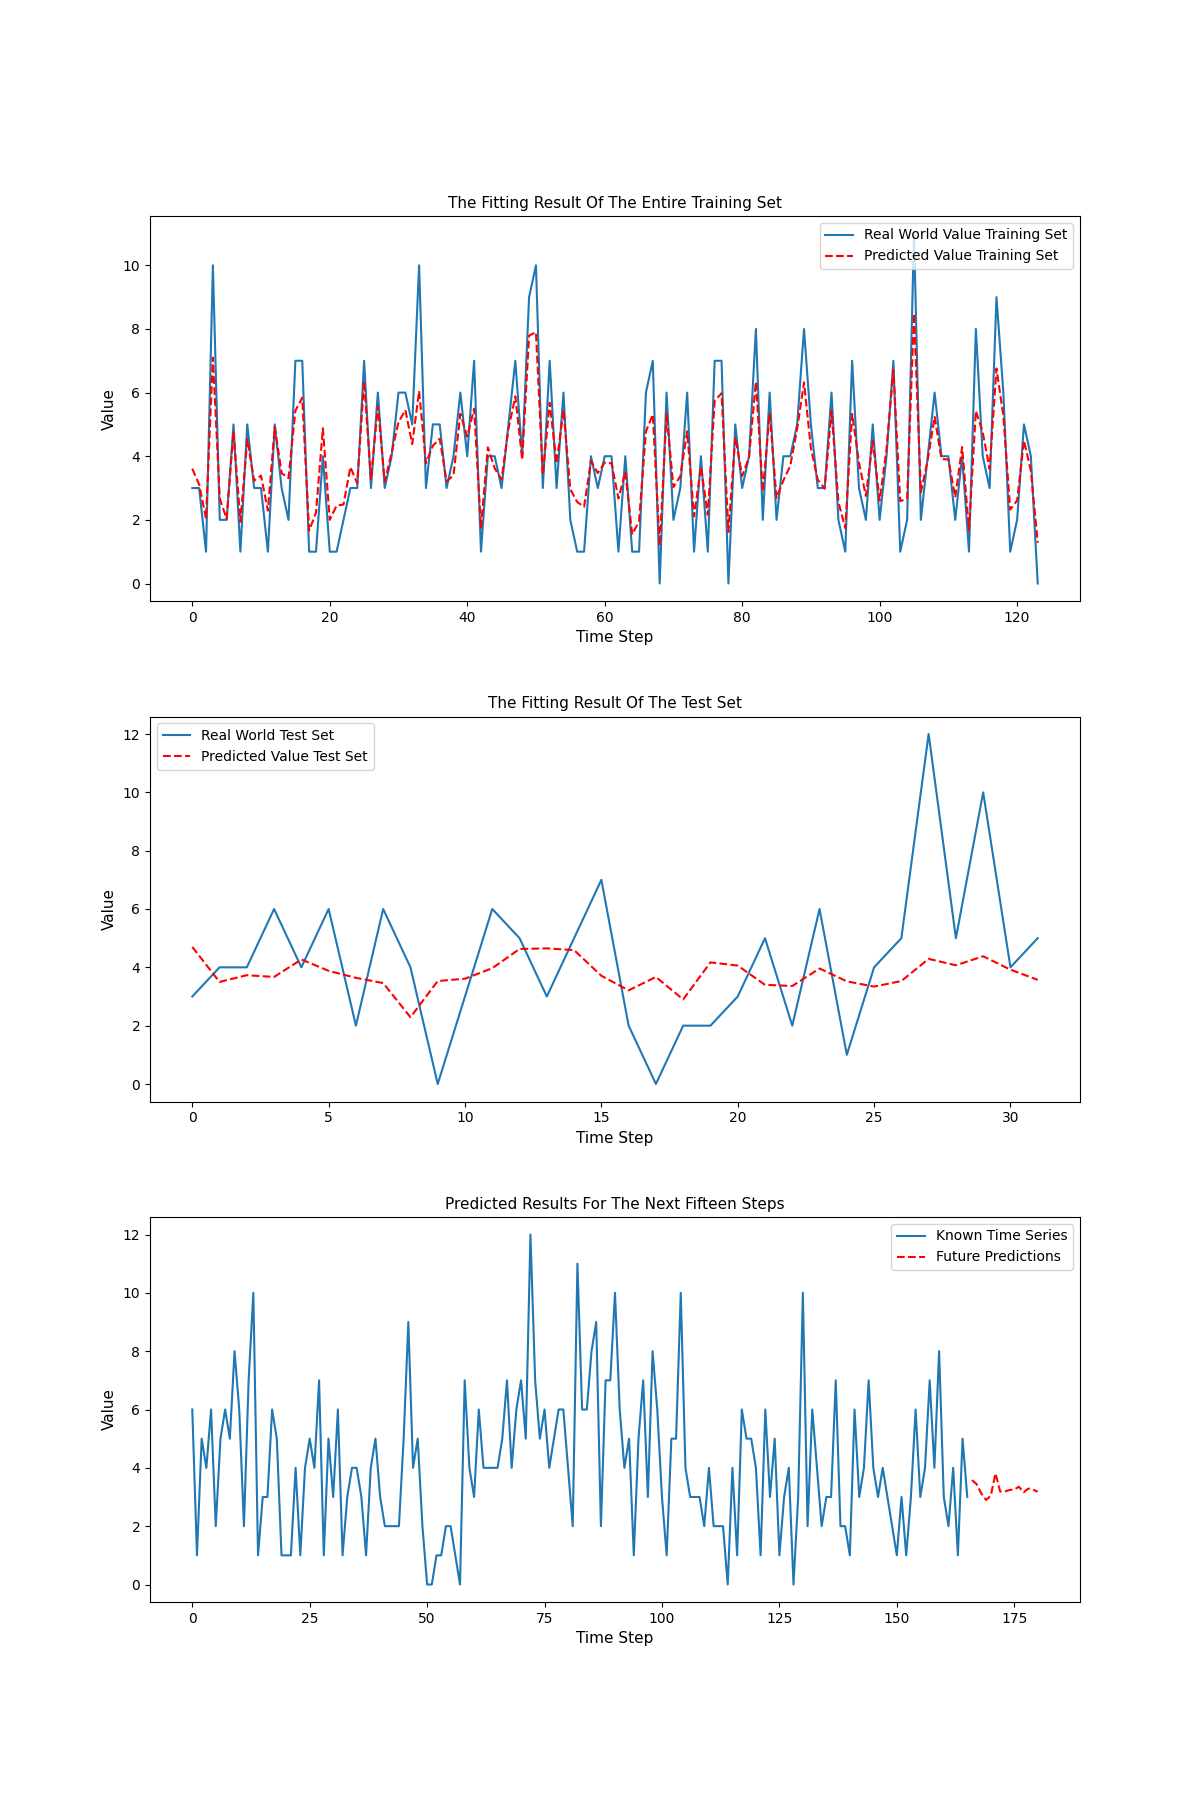 The Fitting Result Of The Entire Training Set
Real World Value Training Set
Predicted Value Training Set
Value
10
8
6
4
2
0
0 20 40 60 80 100 120
Time Step
The Fitting Result Of The Test Set
Real World Test Set
Predicted Value Test Set
Value
12
10
8
6
4
2
0
0 5 10 15 20 25 30
Time Step
Predicted Results For The Next Fifteen Steps
Known Time Series
Future Predictions
Value
12
10
8
6
4
2
0
0 25 50 75 100 125 150 175
Time Step